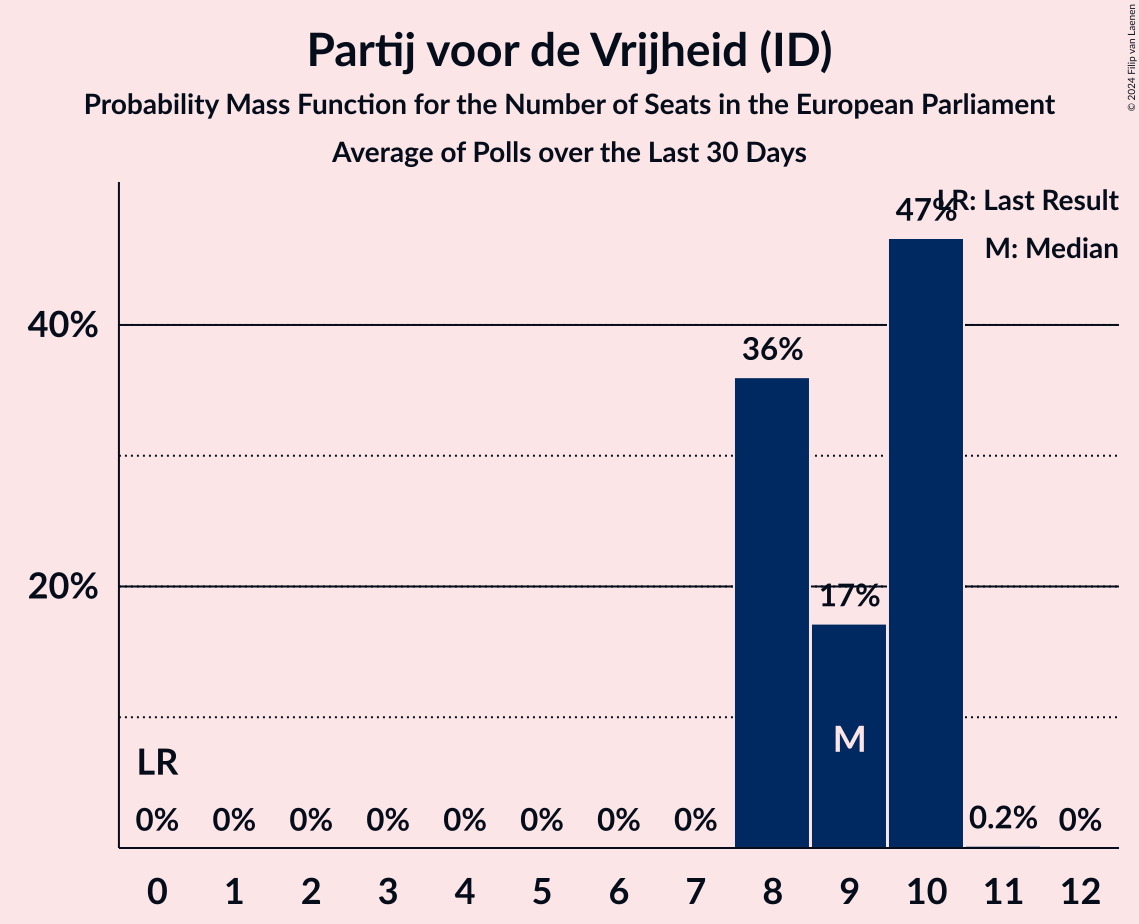 Partij voor de Vrijheid (ID)
Probability Mass Function for the Number of Seats in the European Parliament
Average of Polls over the Last 30 Days
© 2024 Filip van Laenen
LR: Last Result
M: Median
47%
40%
36%
20%
17%
M
LR
0% 0% 0% 0% 0% 0% 0% 0% 0.2% 0%
0 1 2 3 4 5 6 7 8 9 10 11 12